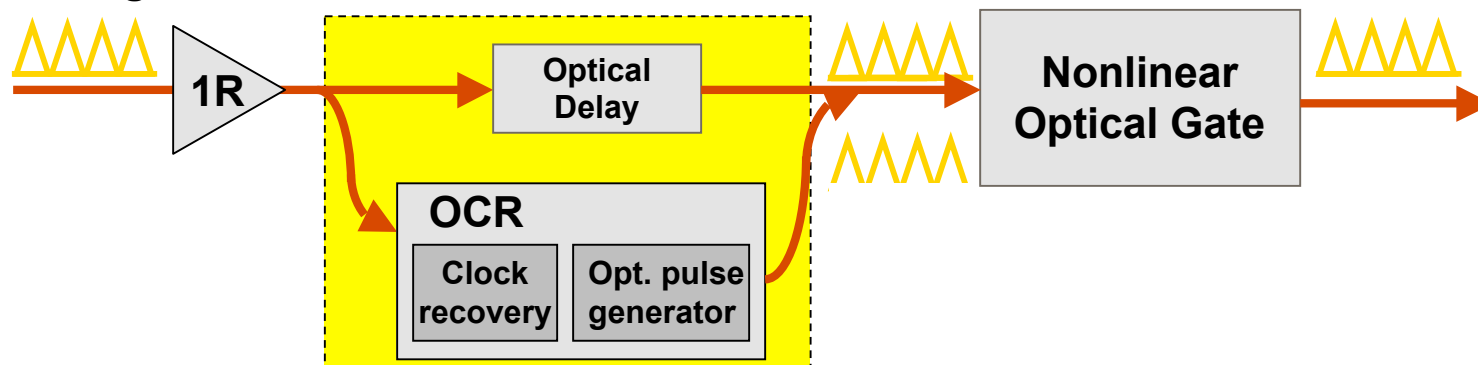 1R
Optical
Delay
OCR
Clock
recovery
Opt. pulse
generator
Nonlinear
Optical Gate